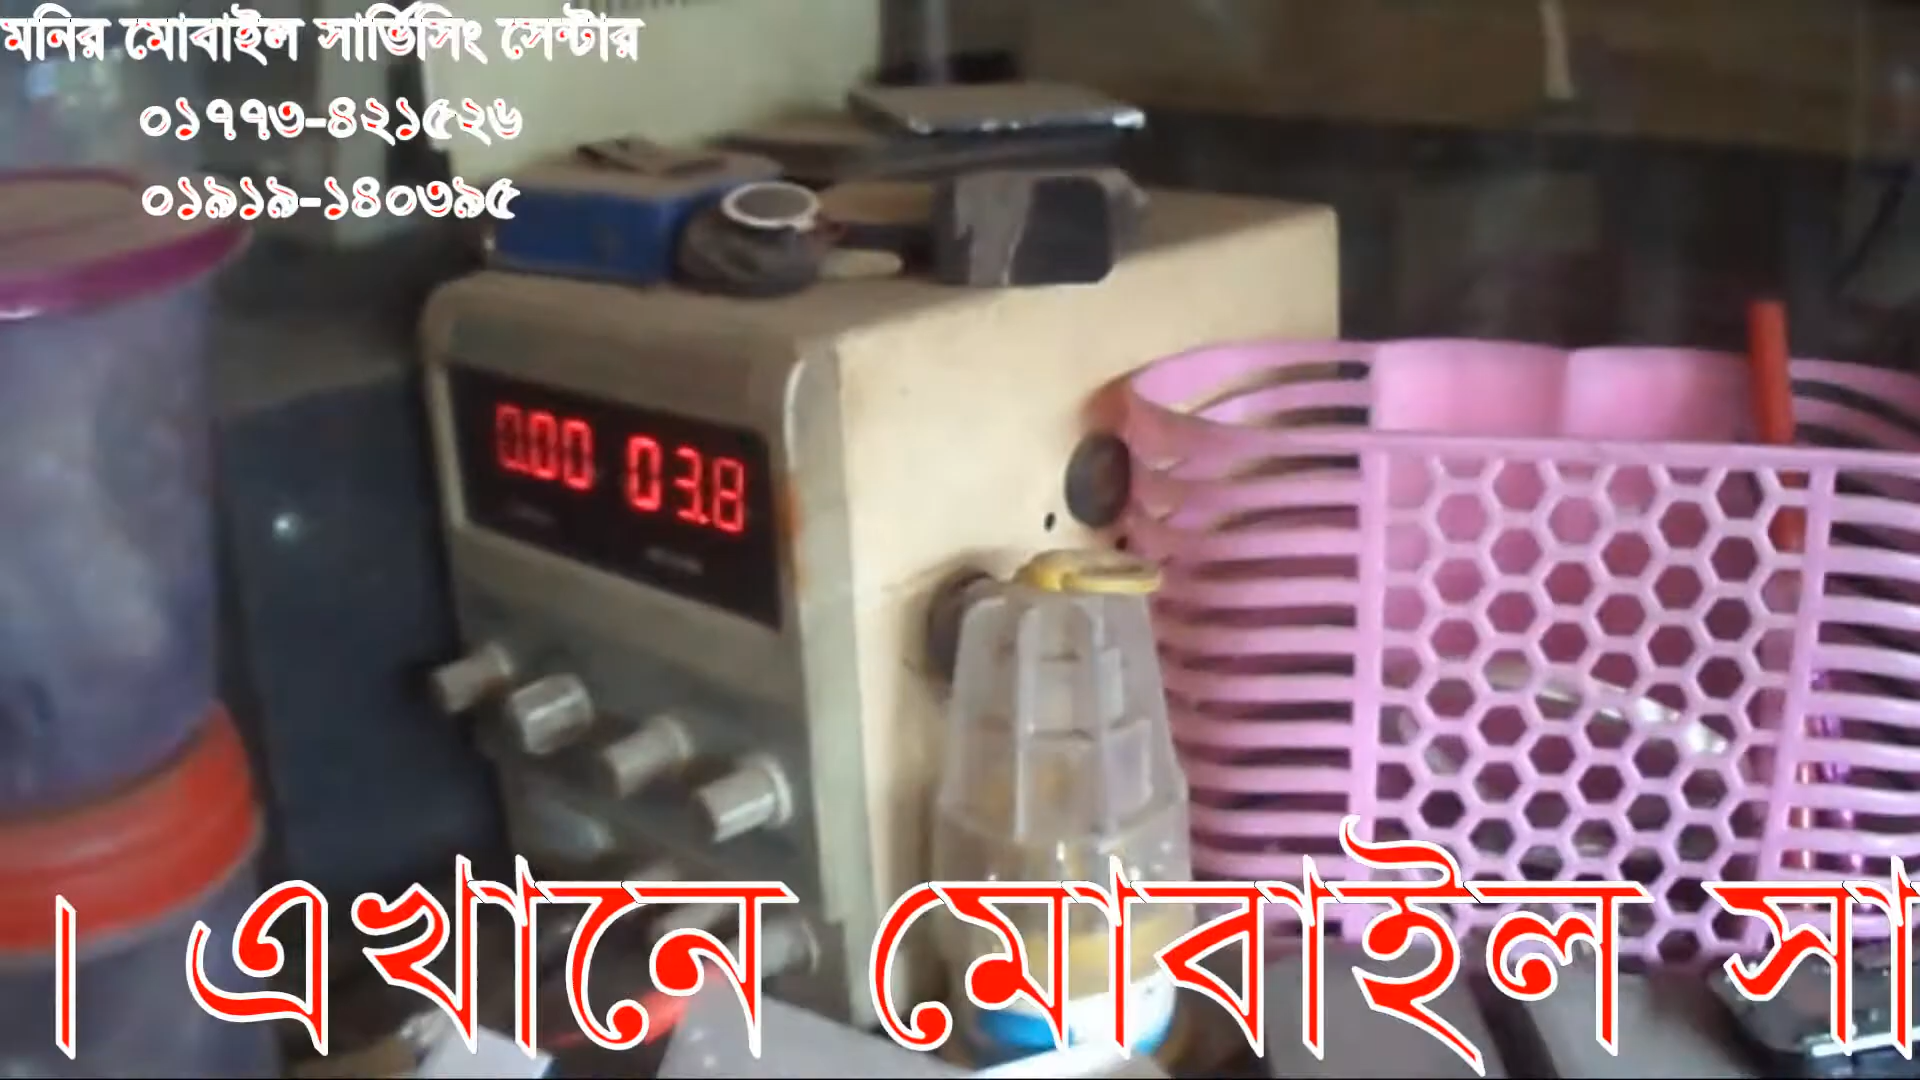 মনির মোবাইল সার্ভিসিং সেন্টার
০১৭৭৩-৪২১৫২৬
০১৯১৯-১৪০৩৯৫
0.00 03.8
। এখানে মোবাইল সা